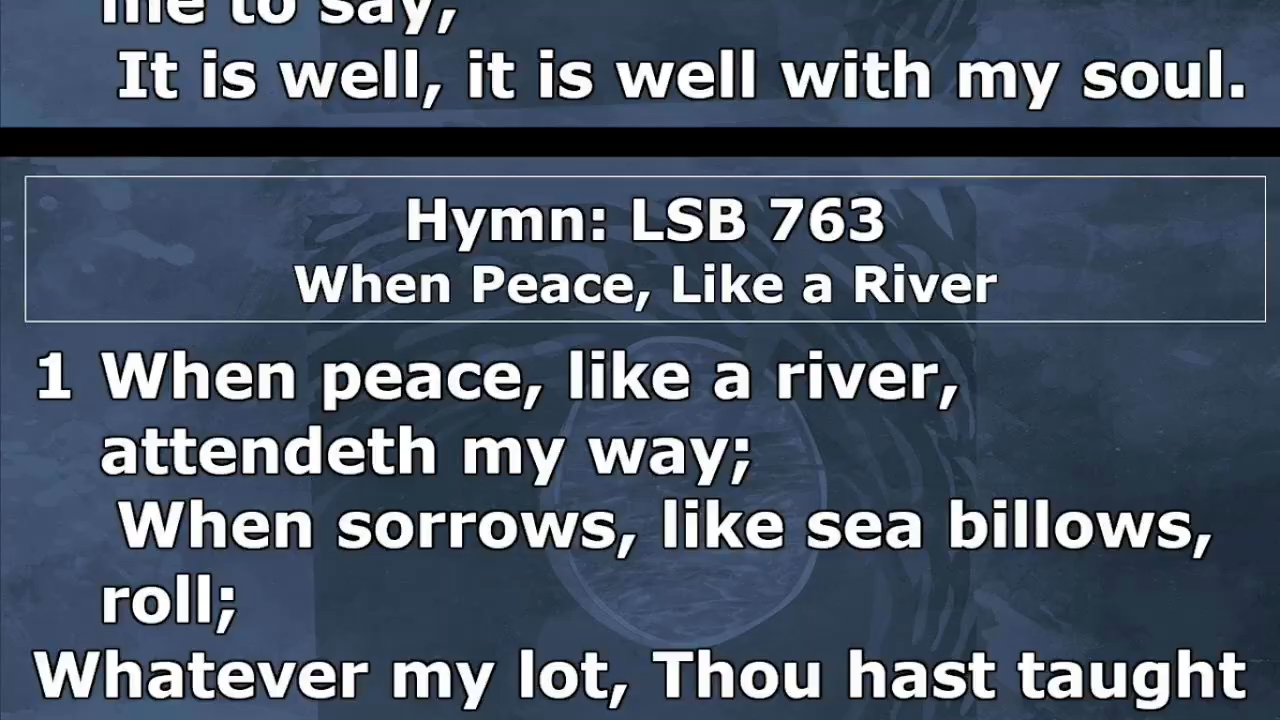 me to say,
It is well, it is well with my soul.
Hymn: LSB 763
When Peace, Like a River
1 When peace, like a river,
attendeth my way;
When sorrows, like sea billows,
roll;
Whatever my lot, Thou hast taught